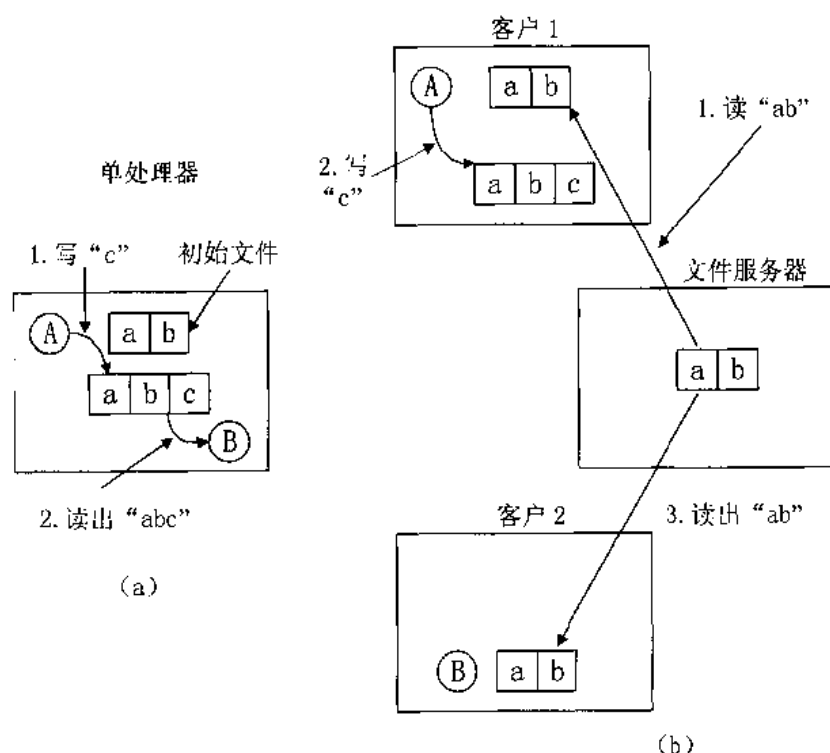 客户 1
A
a b
1. 读 “ab”
2. 写
“c”
a b c
单处理器
1. 写 “c”
初始文件
文件服务器
A
a b
a b
a b c
B
2. 读出 “abc”
客户 2
3. 读出 “ab”
(a)
B
a b
(b)